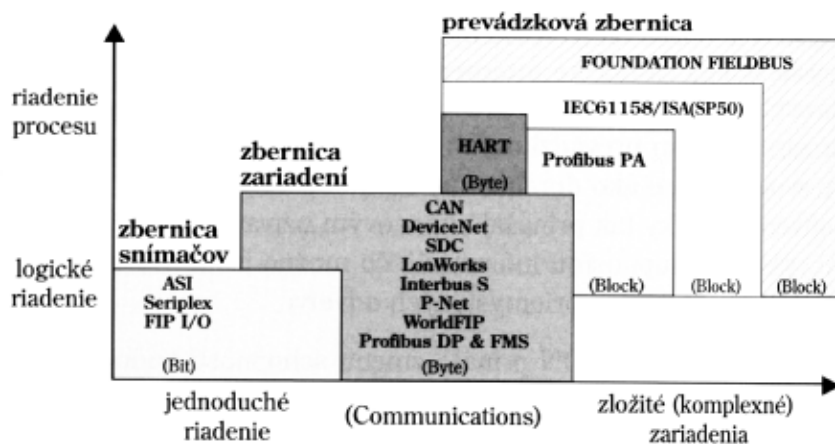 prevádzková zbernica
FOUNDATION FIELDBUS
riadenie
procesu
IEC61158/ISA(SP50)
HART
(Byte)
Profibus PA
zbernica
zariadení
CAN
DeviceNet
SDC
LonWorks
Interbus S
P-Net
WorldFIP
Profibus DP & FMS
(Byte)
zbernica
snímačov
logické
riadenie
ASI
Seriplex
FIP I/O
(Bit)
(Block)
(Block)
(Block)
jednoduché
riadenie
(Communications)
zložité (komplexné)
zariadenia